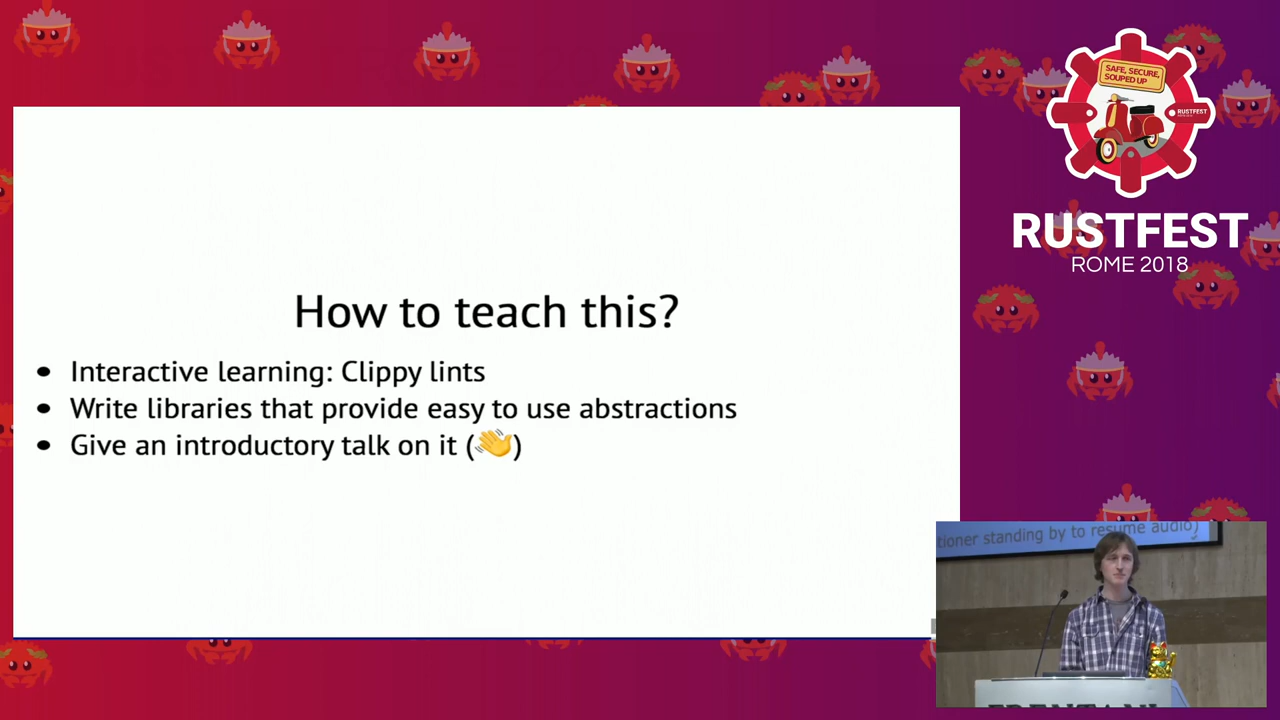 How to teach this?
• Interactive learning: Clippy lints
• Write libraries that provide easy to use abstractions
• Give an introductory talk on it (👋)
SAFE, SECURE,
SOUPED UP
RUSTFEST
RUSTFEST
ROME 2018
tioner standing by to resume audio)